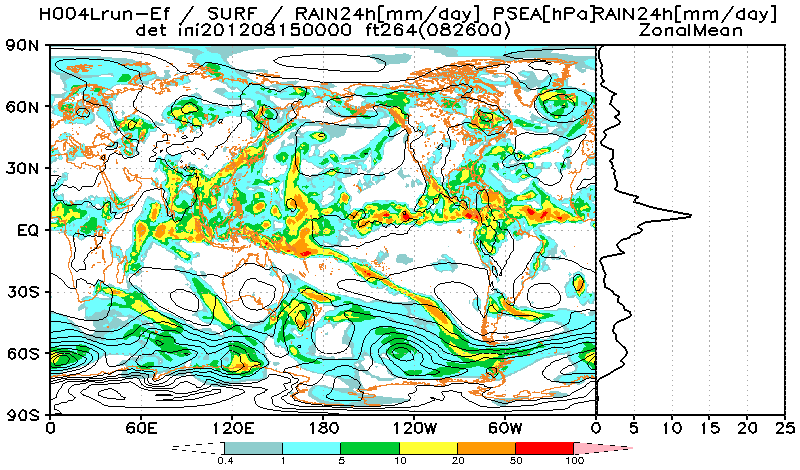 H004Lrun-Ef / SURF / RAIN24h[mm/day] PSEA[hPa]RAIN24h[mm/day]
det ini201208150000 ft264(082600) ZonalMean
90N
60N
30N
EQ
30S
60S
90S
0 60E 120E 180 120W 60W 0 5 10 15 20 25
0.4 1 5 10 20 50 100